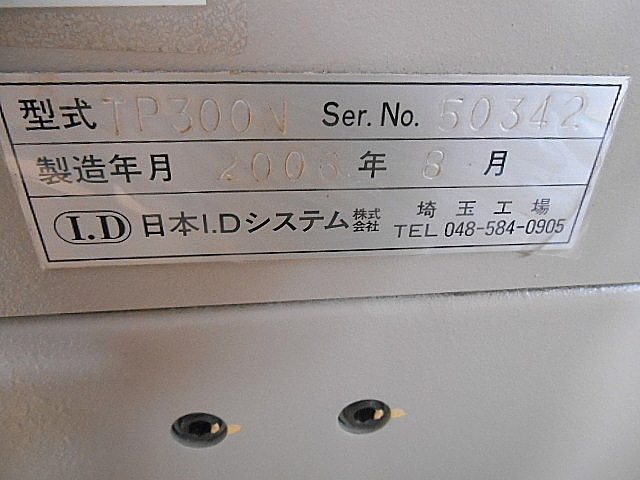 型式 TP300V Ser. No. 50342
製造年月 2006 年 8 月
I.D 日本I.Dシステム株式会社 埼玉工場
TEL 048-584-0905